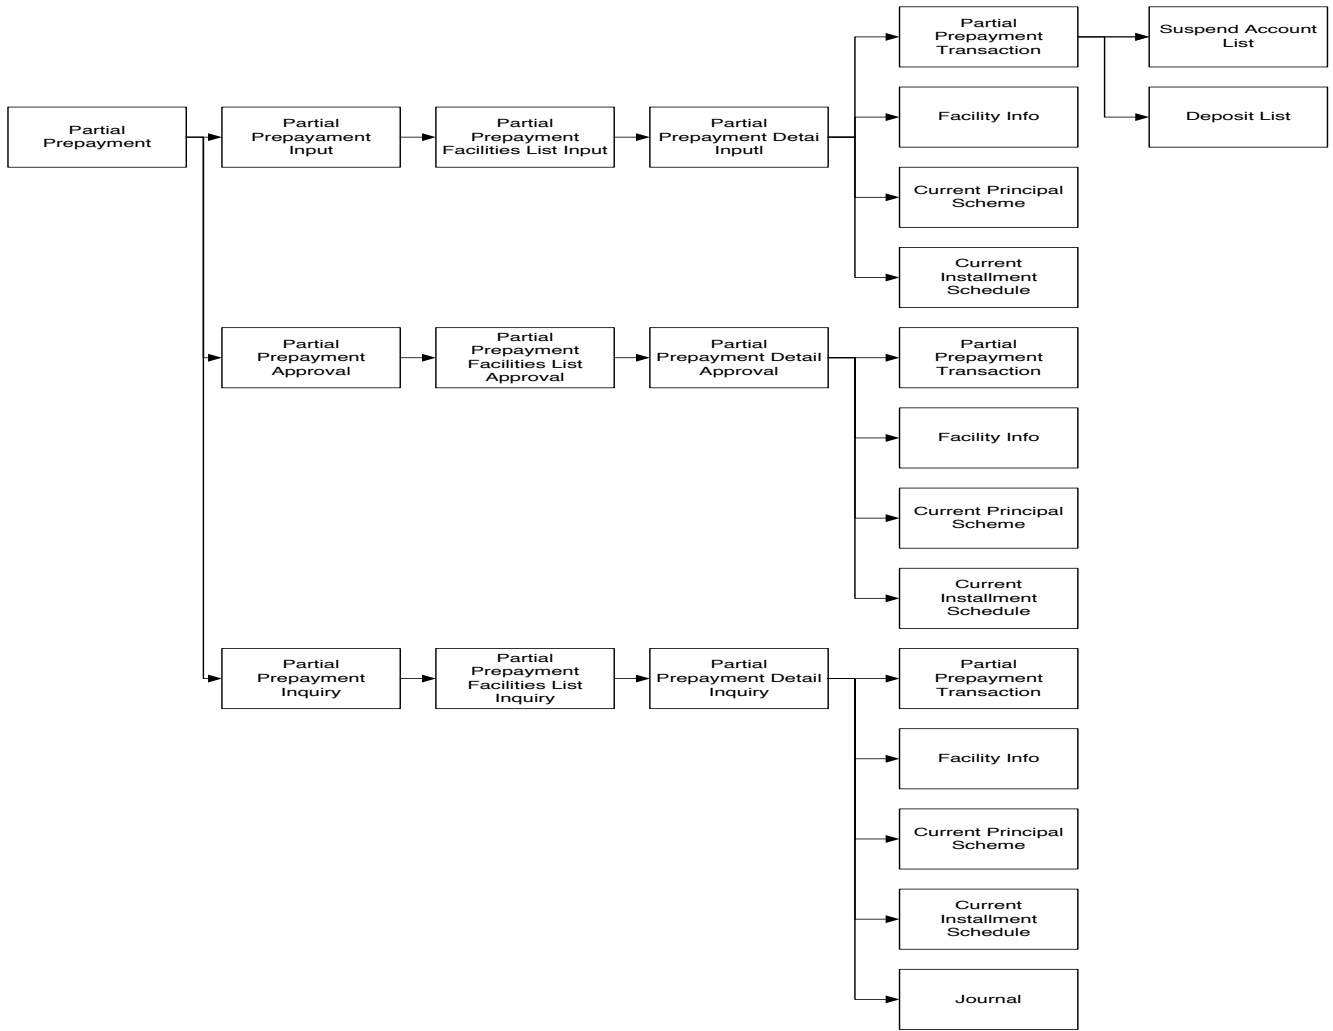 Partial
Prepayment
Partial
Prepayament
Input
Partial
Prepayment
Facilities List Input
Partial
Prepayment Detai
Inputl
Partial
Prepayment
Transaction
Suspend Account
List
Deposit List
Facility Info
Current Principal
Scheme
Current
Installment
Schedule
Partial
Prepayment
Approval
Partial
Prepayment
Facilities List
Approval
Partial
Prepayment Detail
Approval
Partial
Prepayment
Transaction
Facility Info
Current Principal
Scheme
Current
Installment
Schedule
Partial
Prepayment
Inquiry
Partial
Prepayment
Facilities List
Inquiry
Partial
Prepayment Detail
Inquiry
Partial
Prepayment
Transaction
Facility Info
Current Principal
Scheme
Current
Installment
Schedule
Journal